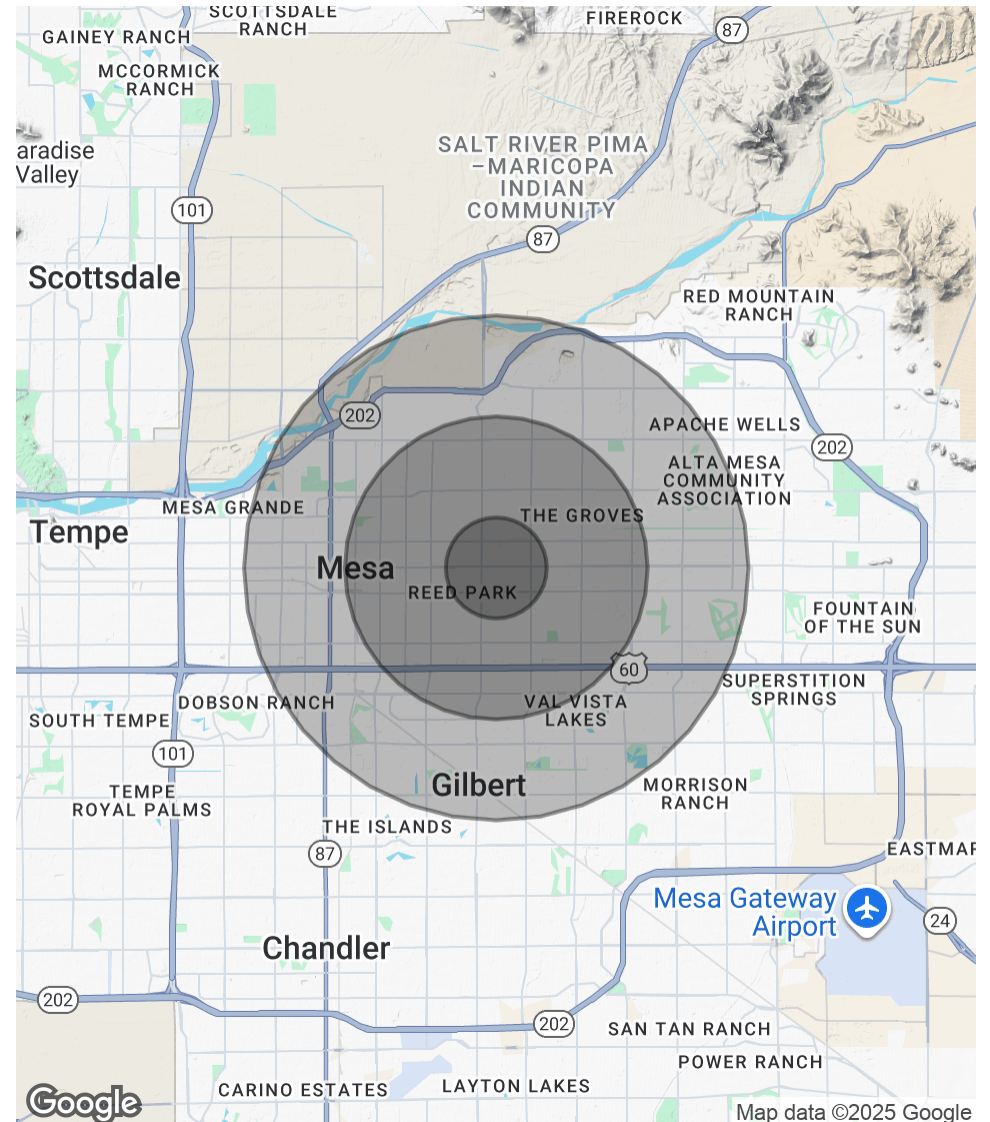 SCOTTSDALE
RANCH
FIREROCK
87
GAINEY RANCH
MCCORMICK
RANCH
SALT RIVER PIMA
–MARICOPA
INDIAN
COMMUNITY
aradise
Valley
101
87
Scottsdale
RED MOUNTAIN
RANCH
202
APACHE WELLS
202
ALTA MESA
COMMUNITY
ASSOCIATION
MESA GRANDE
THE GROVES
Tempe
Mesa
REED PARK
FOUNTAIN
OF THE SUN
60
SUPERSTITION
SPRINGS
DOBSON RANCH
VAL VISTA
LAKES
SOUTH TEMPE
101
Gilbert
MORRISON
RANCH
TEMPE
ROYAL PALMS
THE ISLANDS
87
EASTMAR
Mesa Gateway
Airport
24
Chandler
202
202
SAN TAN RANCH
POWER RANCH
CARINO ESTATES
LAYTON LAKES
Google
Map data ©2025 Google